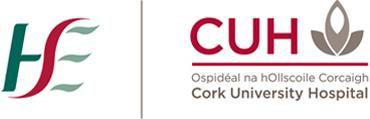 HSE
CUH
Ospidéal na hOllscoile Corcaigh
Cork University Hospital